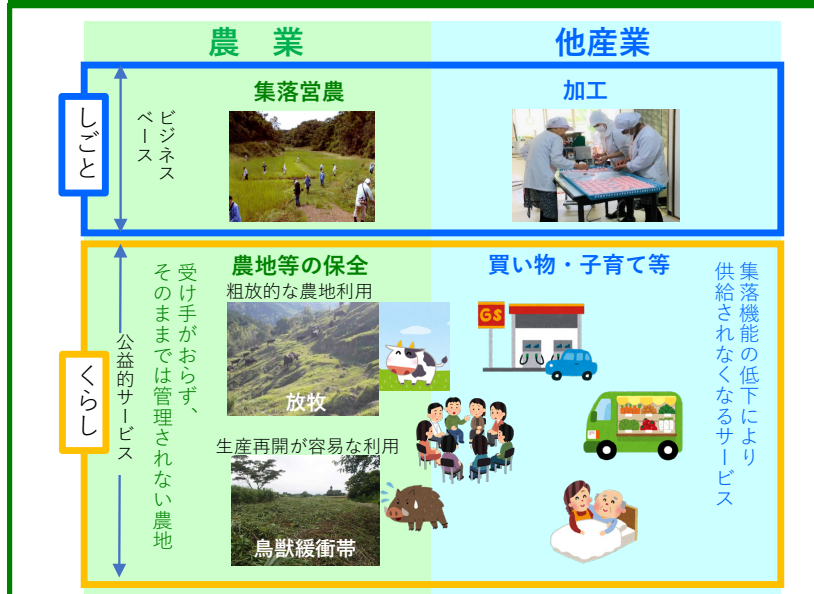 農 業
他産業
しごと
ビジネス
ベース
集落営農
加工
くらし
公益的サービス
受け手がおらず、
そのままでは管理されない農地
農地等の保全
粗放的な農地利用
放牧
生産再開が容易な利用
鳥獣緩衝帯
買い物・子育て等
GS
集落機能の低下により
供給されなくなるサービス